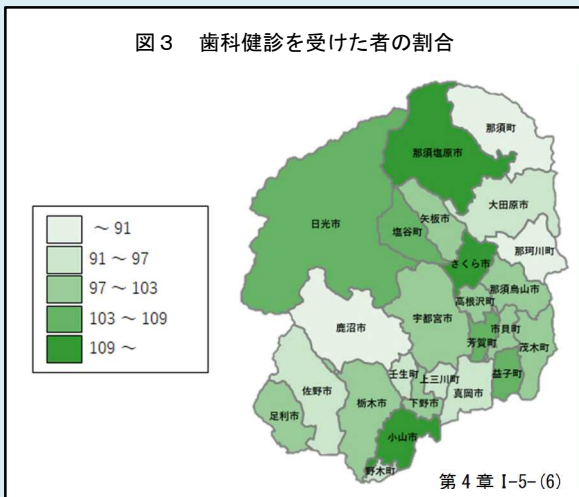 図3 歯科健診を受けた者の割合
～ 91
91 ～ 97
97 ～ 103
103 ～ 109
109 ～
那須町
那須塩原市
大田原市
日光市
矢板市
塩谷町
那珂川町
さくら市
那須烏山市
高根沢町
宇都宮市
鹿沼市
市貝町
芳賀町
茂木町
壬生町
上三川町
益子町
真岡市
佐野市
栃木市
下野市
足利市
小山市
野木町
第4章 I-5-(6)